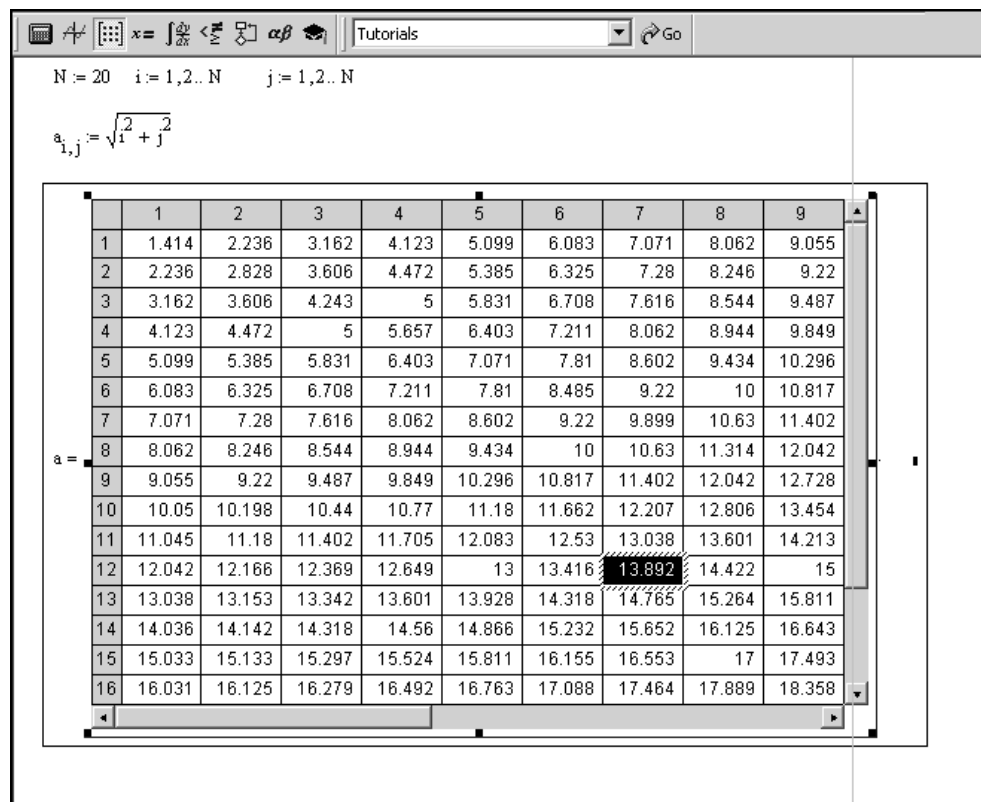 x= ∫dy/dx αβ Tutorials Go
N := 20 i := 1,2.. N j := 1,2.. N
a i,j := √(i² + j²)
1 2 3 4 5 6 7 8 9
1 1.414 2.236 3.162 4.123 5.099 6.083 7.071 8.062 9.055
2 2.236 2.828 3.606 4.472 5.385 6.325 7.28 8.246 9.22
3 3.162 3.606 4.243 5 5.831 6.708 7.616 8.544 9.487
4 4.123 4.472 5 5.657 6.403 7.211 8.062 8.944 9.849
5 5.099 5.385 5.831 6.403 7.071 7.81 8.602 9.434 10.296
6 6.083 6.325 6.708 7.211 7.81 8.485 9.22 10 10.817
7 7.071 7.28 7.616 8.062 8.602 9.22 9.899 10.63 11.402
a = 8 8.062 8.246 8.544 8.944 9.434 10 10.63 11.314 12.042
9 9.055 9.22 9.487 9.849 10.296 10.817 11.402 12.042 12.728
10 10.05 10.198 10.44 10.77 11.18 11.662 12.207 12.806 13.454
11 11.045 11.18 11.402 11.705 12.083 12.53 13.038 13.601 14.213
12 12.042 12.166 12.369 12.649 13 13.416 13.892 14.422 15
13 13.038 13.153 13.342 13.601 13.928 14.318 14.765 15.264 15.811
14 14.036 14.142 14.318 14.56 14.866 15.232 15.652 16.125 16.643
15 15.033 15.133 15.297 15.524 15.811 16.155 16.553 17 17.493
16 16.031 16.125 16.279 16.492 16.763 17.088 17.464 17.889 18.358